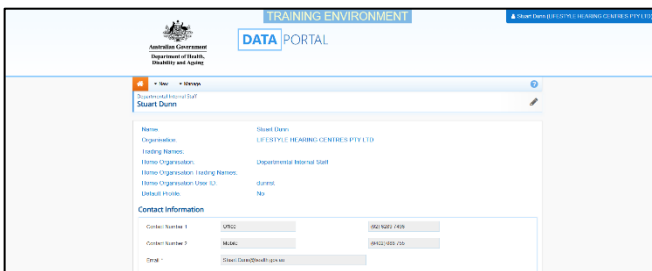 TRAINING ENVIRONMENT
Stuart Dunn (LIFESTYLE HEARING CENTRES PTY LTD)
Australian Government
Department of Health,
Disability and Ageing
DATA PORTAL
New Manage
Departmental Internal Staff
Stuart Dunn
Name: Stuart Dunn
Organisation: LIFESTYLE HEARING CENTRES PTY LTD
Trading Names:
Home Organisation: Departmental Internal Staff
Home Organisation Trading Names:
Home Organisation User ID:
Default Profile: No
Contact Information
Contact Number 1 Office
Contact Number 2 Mobile
Email *